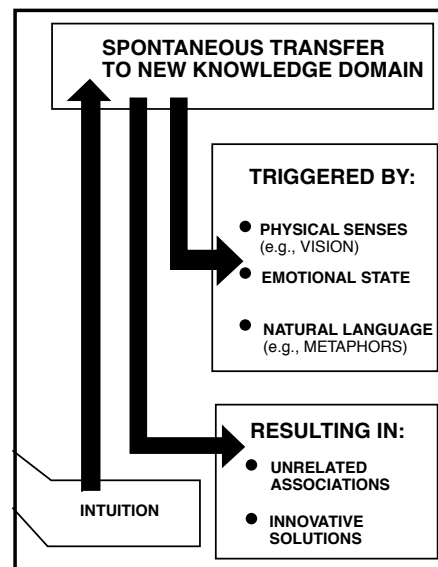 SPONTANEOUS TRANSFER
TO NEW KNOWLEDGE DOMAIN
TRIGGERED BY:
● PHYSICAL SENSES
(e.g., VISION)
● EMOTIONAL STATE
● NATURAL LANGUAGE
(e.g., METAPHORS)
RESULTING IN:
● UNRELATED
ASSOCIATIONS
● INNOVATIVE
SOLUTIONS
INTUITION